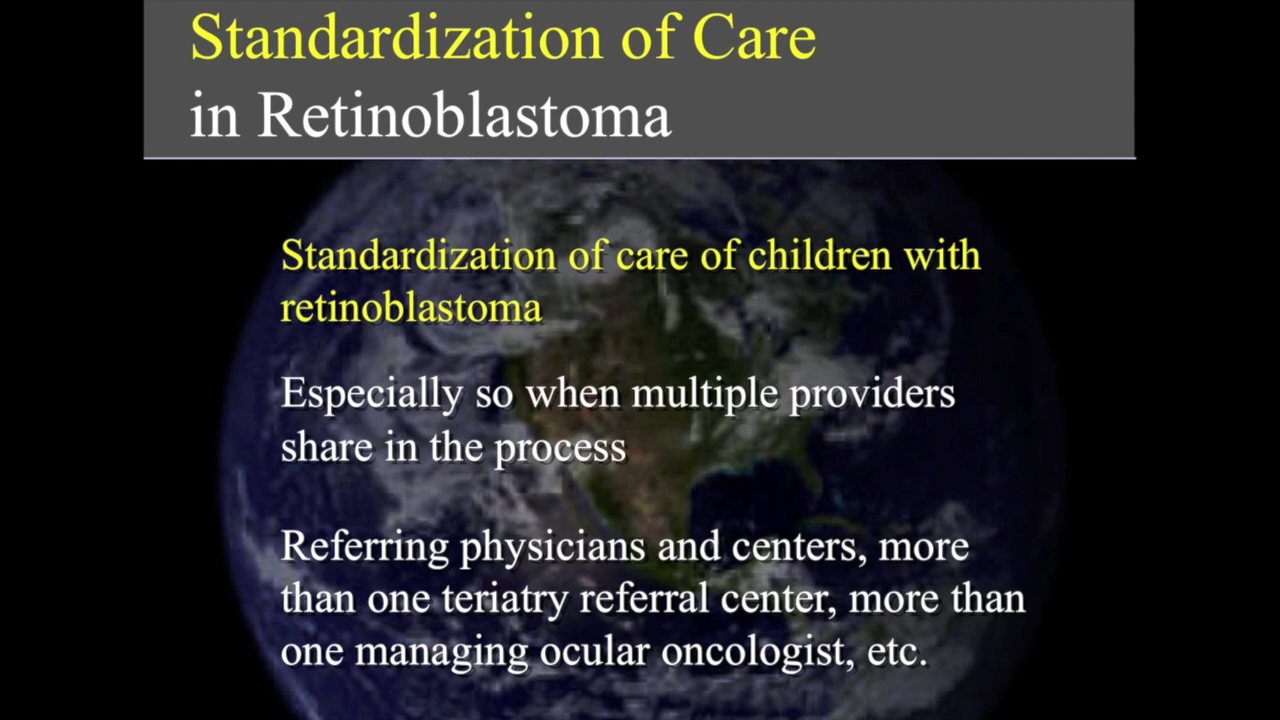 Standardization of Care
in Retinoblastoma
Standardization of care of children with
retinoblastoma
Especially so when multiple providers
share in the process
Referring physicians and centers, more
than one teriatry referral center, more than
one managing ocular oncologist, etc.